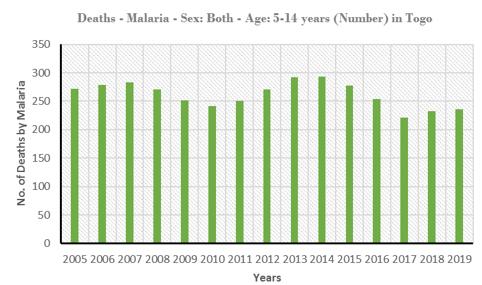 Deaths - Malaria - Sex: Both - Age: 5-14 years (Number) in Togo
No. of Deaths by Malaria
350
300
250
200
150
100
50
0
2005 2006 2007 2008 2009 2010 2011 2012 2013 2014 2015 2016 2017 2018 2019
Years